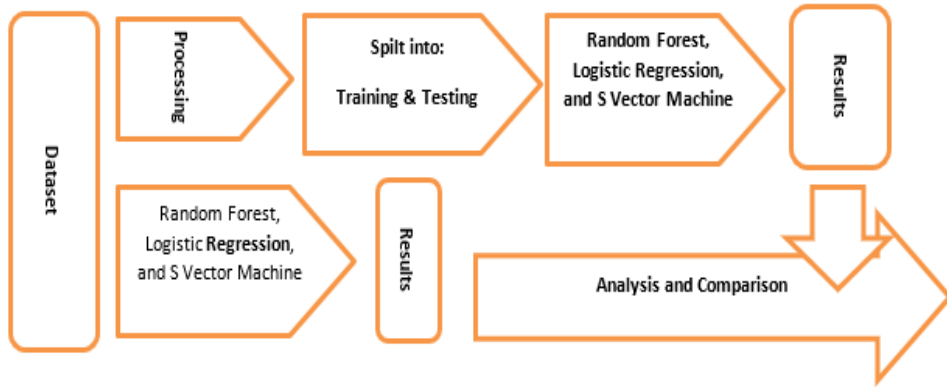 Dataset
Processing
Spilt into:
Training & Testing
Random Forest,
Logistic Regression,
and S Vector Machine
Results
Random Forest,
Logistic Regression,
and S Vector Machine
Results
Analysis and Comparison